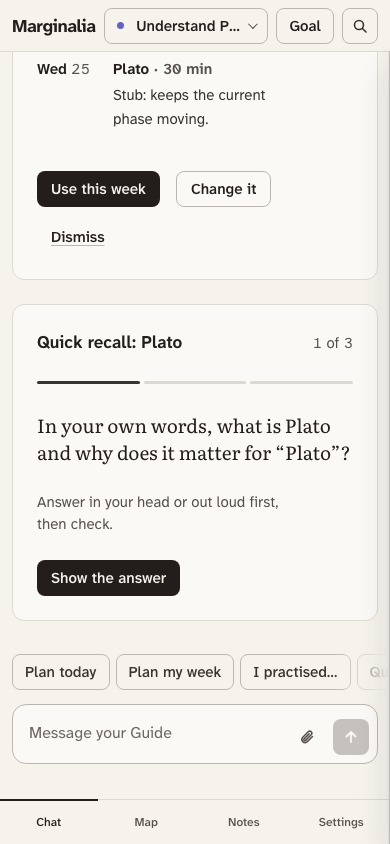 Marginalia
Understand P...
Goal
Wed 25
Plato · 30 min
Stub: keeps the current
phase moving.
Use this week
Change it
Dismiss
Quick recall: Plato
1 of 3
In your own words, what is Plato
and why does it matter for “Plato”?
Answer in your head or out loud first,
then check.
Show the answer
Plan today
Plan my week
I practised...
Message your Guide
Chat
Map
Notes
Settings